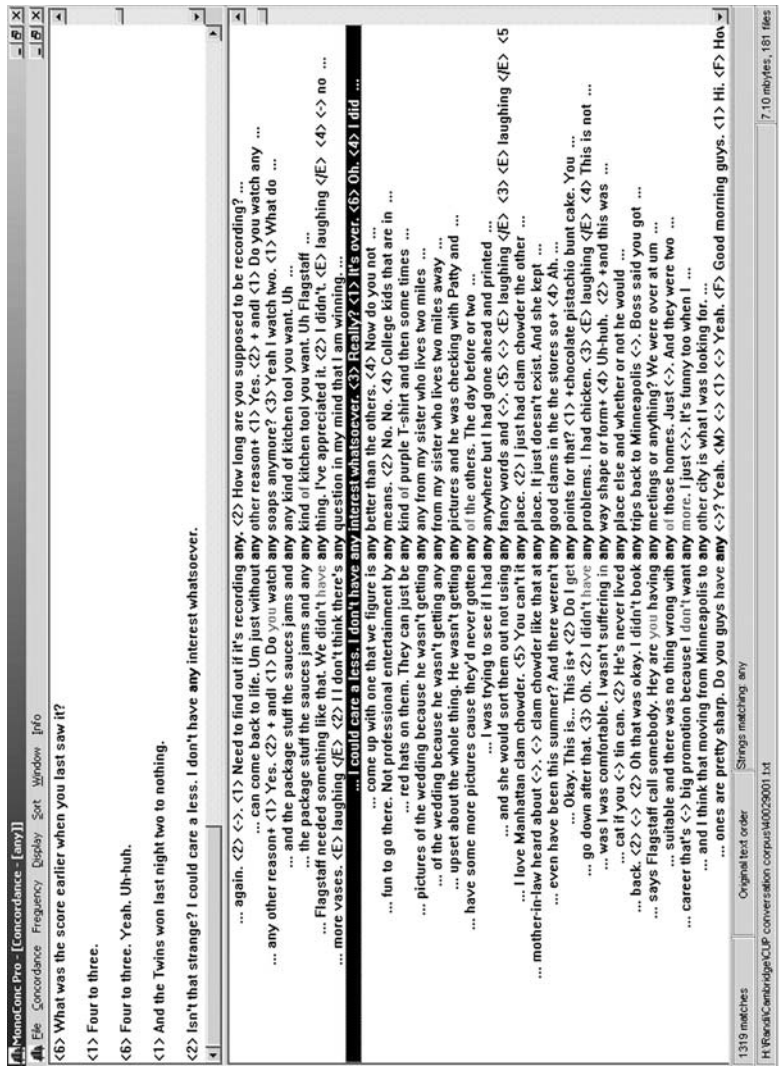 MonoConc Pro - [Concordance - [any]]
File Concordance Frequency Display Sort Window Info
<6> What was the score earlier when you last saw it?
<1> Four to three.
<6> Four to three. Yeah. Uh-huh.
<1> And the Twins won last night two to nothing.
<2> Isn't that strange? I could care a less. I don't have any interest whatsoever.
... again. <2> <->. <1> Need to find out if it's recording any. <2> How long are you supposed to be recording? ...
... can come back to life. Um just without any other reason+ <1> Yes. <2> + andI <1> Do you watch any ...
... any other reason+ <1> Yes. <2> + andI <1> Do you watch any soaps anymore? <3> Yeah I watch two. <1> What do ...
... and the package stuff the sauces jams and any any kind of kitchen tool you want. Uh ...
... the package stuff the sauces jams and any any kind of kitchen tool you want. Uh Flagstaff ...
... Flagstaff needed something like that. We didn't have any thing. I've appreciated it. <2> I didn't. <E> laughing </E> <4> <-> no ...
... more vases. <E> laughing </E> <2> I I don't think there's any question in my mind that I am winning. ...
... I could care a less. I don't have any interest whatsoever. <3> Really? <1> It's over. <6> Oh. <4> I did ...
... come up with one that we figure is any better than the others. <4> Now do you not ...
... fun to go there. Not professional entertainment by any means. <2> No. No. <4> College kids that are in ...
... red hats on them. They can just be any kind of purple T-shirt and then some times ...
... pictures of the wedding because he wasn't getting any any from my sister who lives two miles ...
... of the wedding because he wasn't getting any any from my sister who lives two miles away ...
... upset about the whole thing. He wasn't getting any pictures and he was checking with Patty and ...
... have some more pictures cause they'd never gotten any of the others. The day before or two ...
... I was trying to see if I had any anywhere but I had gone ahead and printed ...
... and she would sort them out not using any fancy words and <->. <5> <-> <E> laughing </E> <3> <E> laughing </E> <5
... I love Manhattan clam chowder. <5> You can't it any place. <2> I just had clam chowder the other ...
... mother-in-law heard about <->. <-> clam chowder like that at any place. It just doesn't exist. And she kept ...
... even have been this summer? And there weren't any good clams in the the stores so+ <4> Ah. ...
... Okay. This is... This is+ <2> Do I get any points for that? <1> +chocolate pistachio bunt cake. You ...
... go down after that. <3> Oh. <2> I didn't have any problems. I had chicken. <3> <E> laughing </E> <4> This is not ...
... was I was comfortable. I wasn't suffering in any way shape or form+ <4> Uh-huh. <2> +and this was ...
... cat if you <-> tin can. <2> He's never lived any place else and whether or not he would ...
... back. <2> <-> <2> Oh that was okay. I didn't book any trips back to Minneapolis <->. Boss said you got ...
... says Flagstaff call somebody. Hey are you having any meetings or anything? We were over at um ...
... suitable and there was no thing wrong with any of those homes. Just <->. And they were two ...
... career that's <-> big promotion because I don't want any more. I just <->. It's funny too when I ...
... and I think that moving from Minneapolis to any other city is what I was looking for. ...
... ones are pretty sharp. Do you guys have any <->? Yeah. <M> <-> <1> <-> Yeah. <F> Good morning guys. <1> Hi. <F> How
1319 matches Original text order Strings matching: any
H:\Randi\Cambridge\CUP conversation corpus\40029001.txt 7.10 mbytes, 181 files